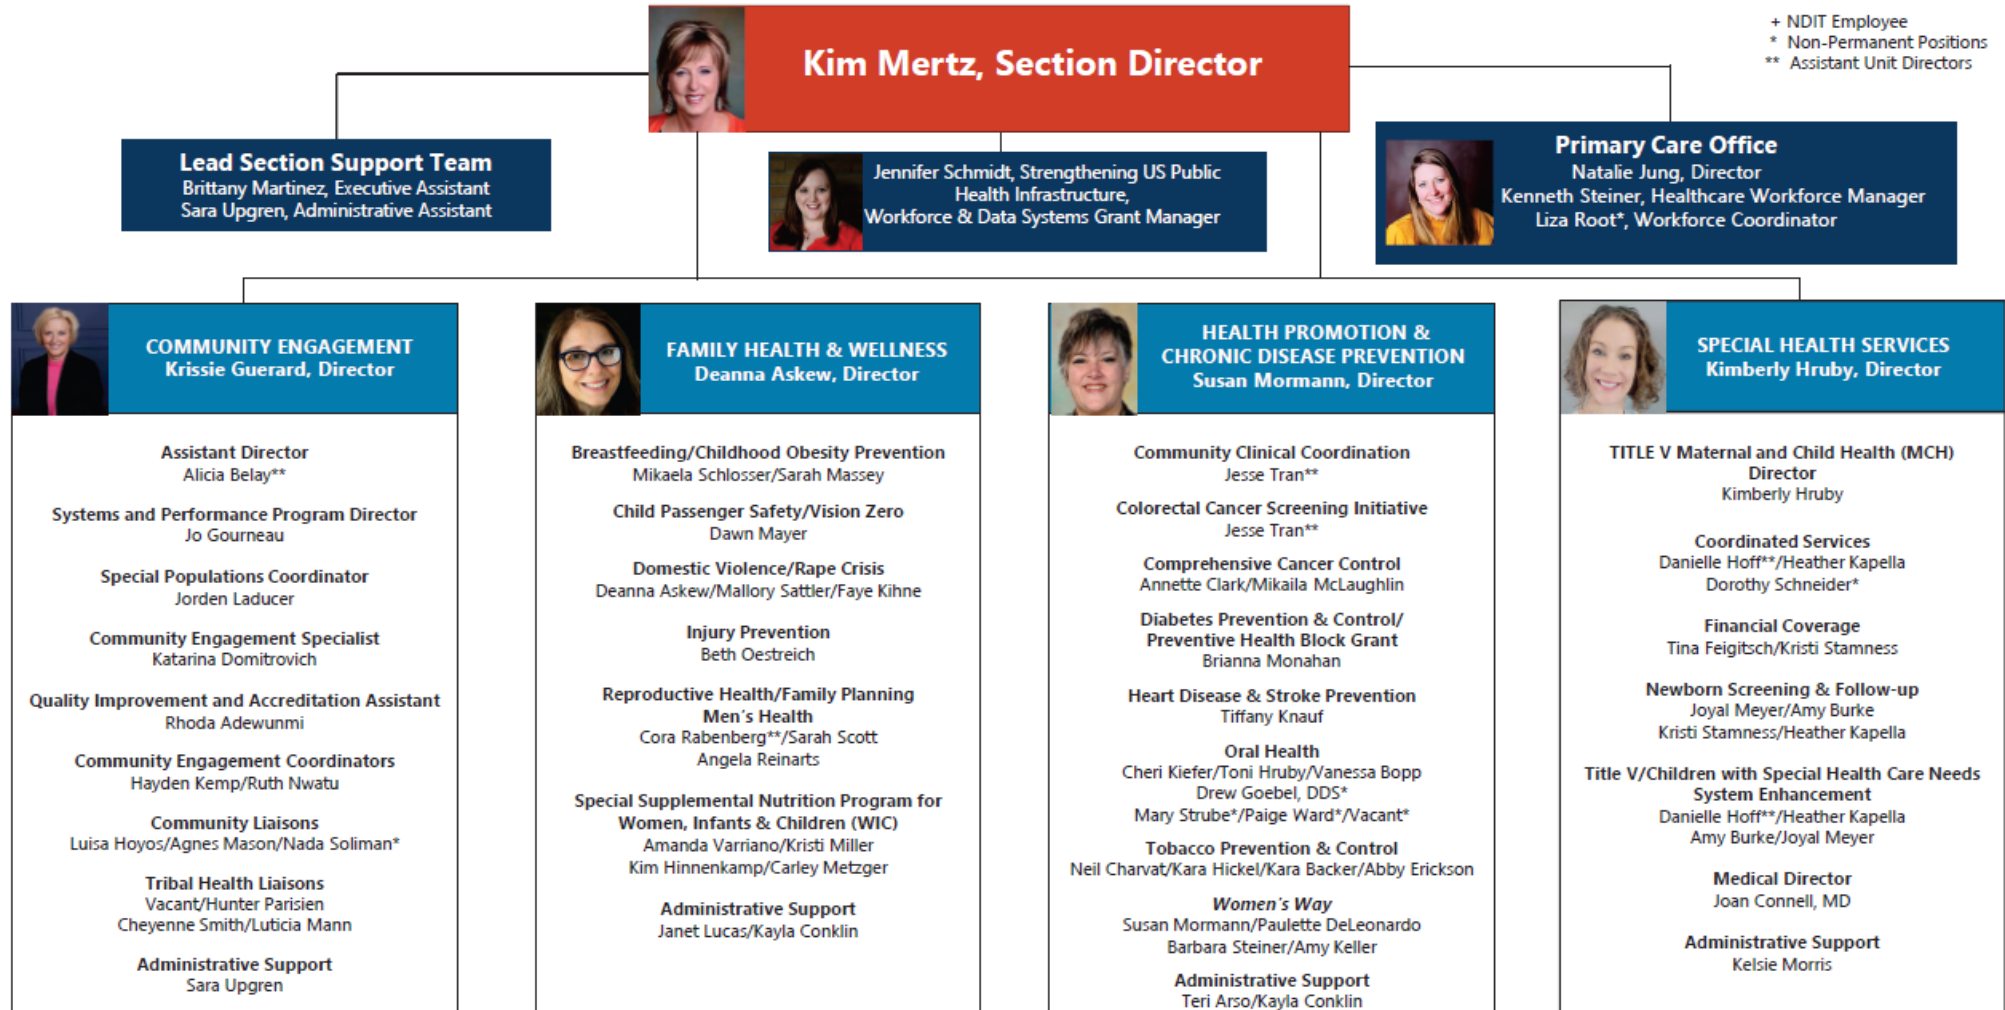 Kim Mertz, Section Director
+ NDIT Employee
* Non-Permanent Positions
** Assistant Unit Directors
Lead Section Support Team
Brittany Martinez, Executive Assistant
Sara Upgren, Administrative Assistant
Jennifer Schmidt, Strengthening US Public
Health Infrastructure,
Workforce & Data Systems Grant Manager
Primary Care Office
Natalie Jung, Director
Kenneth Steiner, Healthcare Workforce Manager
Liza Root*, Workforce Coordinator
COMMUNITY ENGAGEMENT
Krissie Guerard, Director
Assistant Director
Alicia Belay**
Systems and Performance Program Director
Jo Gourneau
Special Populations Coordinator
Jorden Laducer
Community Engagement Specialist
Katarina Domitrovich
Quality Improvement and Accreditation Assistant
Rhoda Adewunmi
Community Engagement Coordinators
Hayden Kemp/Ruth Nwatu
Community Liaisons
Luisa Hoyos/Agnes Mason/Nada Soliman*
Tribal Health Liaisons
Vacant/Hunter Parisien
Cheyenne Smith/Luticia Mann
Administrative Support
Sara Upgren
FAMILY HEALTH & WELLNESS
Deanna Askew, Director
Breastfeeding/Childhood Obesity Prevention
Mikaela Schlosser/Sarah Massey
Child Passenger Safety/Vision Zero
Dawn Mayer
Domestic Violence/Rape Crisis
Deanna Askew/Mallory Sattler/Faye Kihne
Injury Prevention
Beth Oestreich
Reproductive Health/Family Planning
Men's Health
Cora Rabenberg**/Sarah Scott
Angela Reinarts
Special Supplemental Nutrition Program for
Women, Infants & Children (WIC)
Amanda Varriano/Kristi Miller
Kim Hinnenkamp/Carley Metzger
Administrative Support
Janet Lucas/Kayla Conklin
HEALTH PROMOTION &
CHRONIC DISEASE PREVENTION
Susan Mormann, Director
Community Clinical Coordination
Jesse Tran**
Colorectal Cancer Screening Initiative
Jesse Tran**
Comprehensive Cancer Control
Annette Clark/Mikaila McLaughlin
Diabetes Prevention & Control/
Preventive Health Block Grant
Brianna Monahan
Heart Disease & Stroke Prevention
Tiffany Knauf
Oral Health
Cheri Kiefer/Toni Hruby/Vanessa Bopp
Drew Goebel, DDS*
Mary Strube*/Paige Ward*/Vacant*
Tobacco Prevention & Control
Neil Charvat/Kara Hickel/Kara Backer/Abby Erickson
Women's Way
Susan Mormann/Paulette DeLeonardo
Barbara Steiner/Amy Keller
Administrative Support
Teri Arso/Kayla Conklin
SPECIAL HEALTH SERVICES
Kimberly Hruby, Director
TITLE V Maternal and Child Health (MCH)
Director
Kimberly Hruby
Coordinated Services
Danielle Hoff**/Heather Kapella
Dorothy Schneider*
Financial Coverage
Tina Feigitsch/Kristi Stamness
Newborn Screening & Follow-up
Joyal Meyer/Amy Burke
Kristi Stamness/Heather Kapella
Title V/Children with Special Health Care Needs
System Enhancement
Danielle Hoff**/Heather Kapella
Amy Burke/Joyal Meyer
Medical Director
Joan Connell, MD
Administrative Support
Kelsie Morris